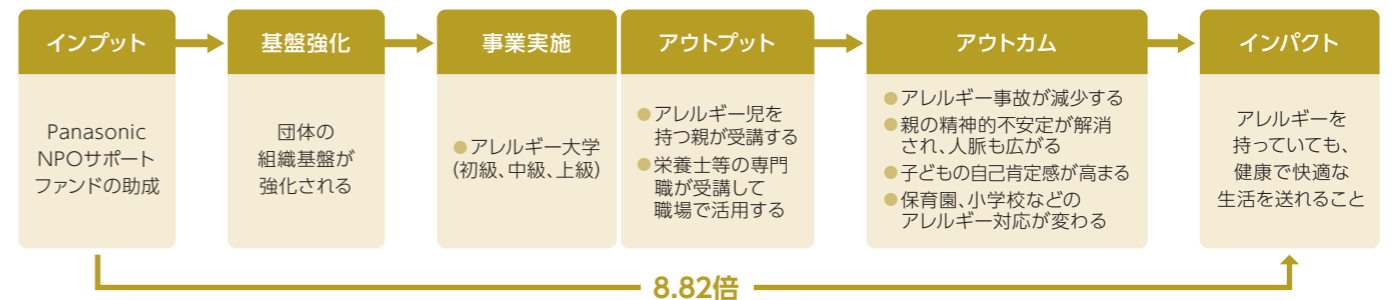 インプット
Panasonic
NPOサポート
ファンドの助成
基盤強化
団体の
組織基盤が
強化される
事業実施
●アレルギー大学
(初級、中級、上級)
アウトプット
●アレルギー児を
持つ親が受講する
●栄養士等の専門
職が受講して
職場で活用する
アウトカム
●アレルギー事故が減少する
●親の精神的不安定が解消
され、人脈も広がる
●子どもの自己肯定感が高まる
●保育園、小学校などの
アレルギー対応が変わる
インパクト
アレルギーを
持っていても、
健康で快適な
生活を送れること
8.82倍